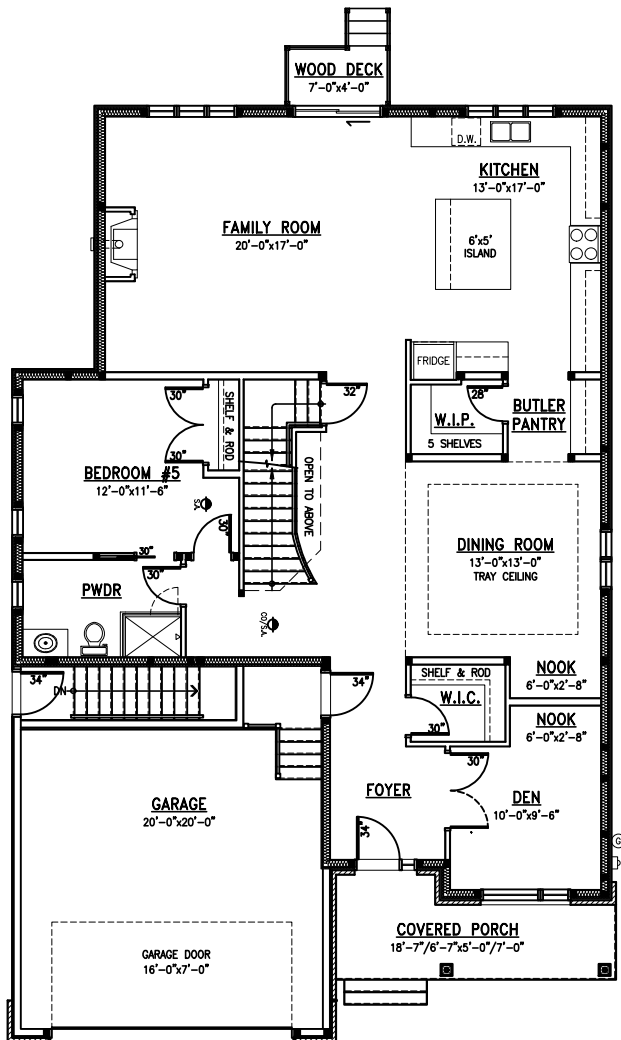 WOOD DECK
7'-0"x4'-0"
D.W.
KITCHEN
13'-0"x17'-0"
FAMILY ROOM
20'-0"x17'-0"
6'x5'
ISLAND
FRIDGE
30"
SHELF & ROD
32"
28"
W.I.P.
5 SHELVES
BUTLER
PANTRY
30"
BEDROOM #5
12'-0"x11'-6"
OPEN TO ABOVE
S.A.
30"
30"
DINING ROOM
13'-0"x13'-0"
TRAY CEILING
30"
PWDR
CO/S.A.
34"
DN
34"
SHELF & ROD
W.I.C.
30"
NOOK
6'-0"x2'-8"
NOOK
6'-0"x2'-8"
30"
GARAGE
20'-0"x20'-0"
FOYER
DEN
10'-0"x9'-6"
34"
30"
G
COVERED PORCH
18'-7"/6'-7"x5'-0"/7'-0"
GARAGE DOOR
16'-0"x7'-0"